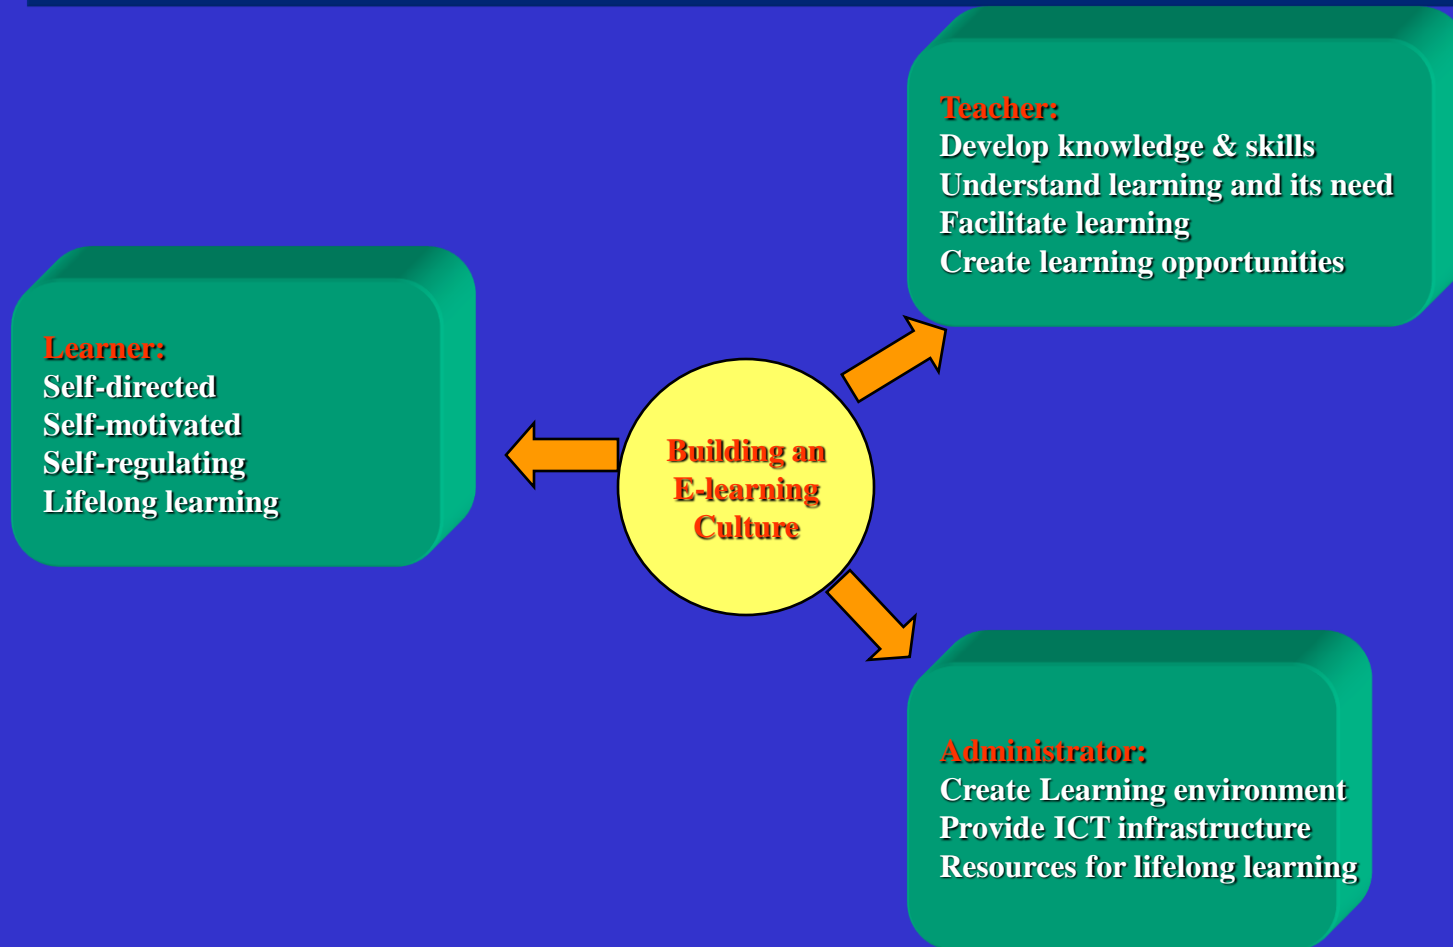 Teacher:
Develop knowledge & skills
Understand learning and its need
Facilitate learning
Create learning opportunities
Learner:
Self-directed
Self-motivated
Self-regulating
Lifelong learning
Building an
E-learning
Culture
Administrator:
Create Learning environment
Provide ICT infrastructure
Resources for lifelong learning